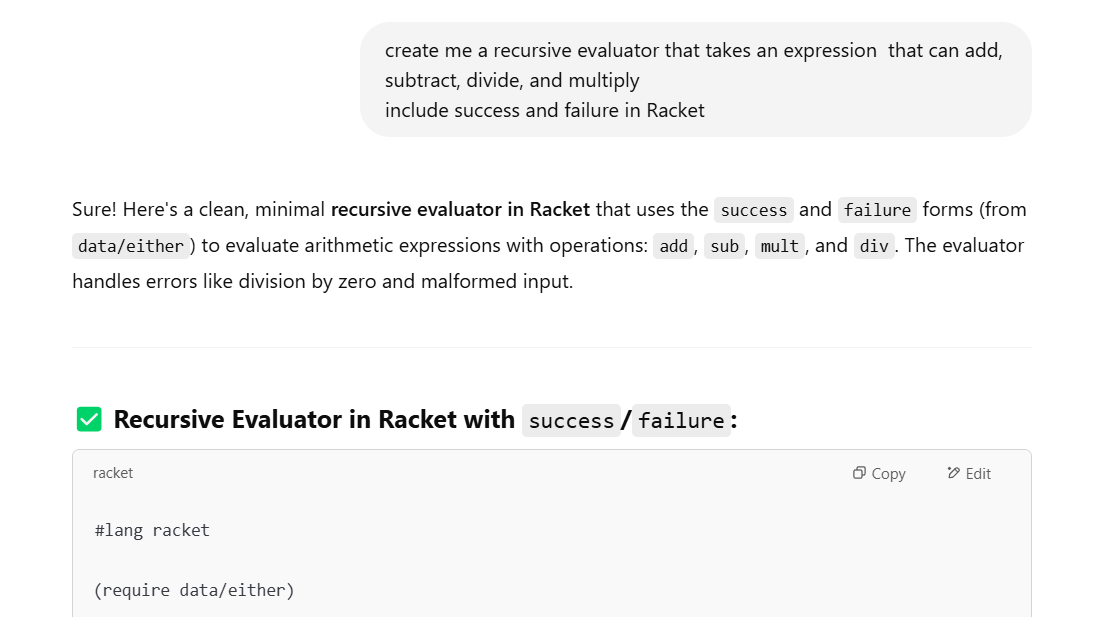 create me a recursive evaluator that takes an expression  that can add,
subtract, divide, and multiply
include success and failure in Racket
Sure! Here's a clean, minimal recursive evaluator in Racket that uses the success and failure forms (from
data/either) to evaluate arithmetic expressions with operations: add, sub, mult, and div. The evaluator
handles errors like division by zero and malformed input.
✅ Recursive Evaluator in Racket with success/failure:
racket
Copy
Edit
#lang racket
(require data/either)